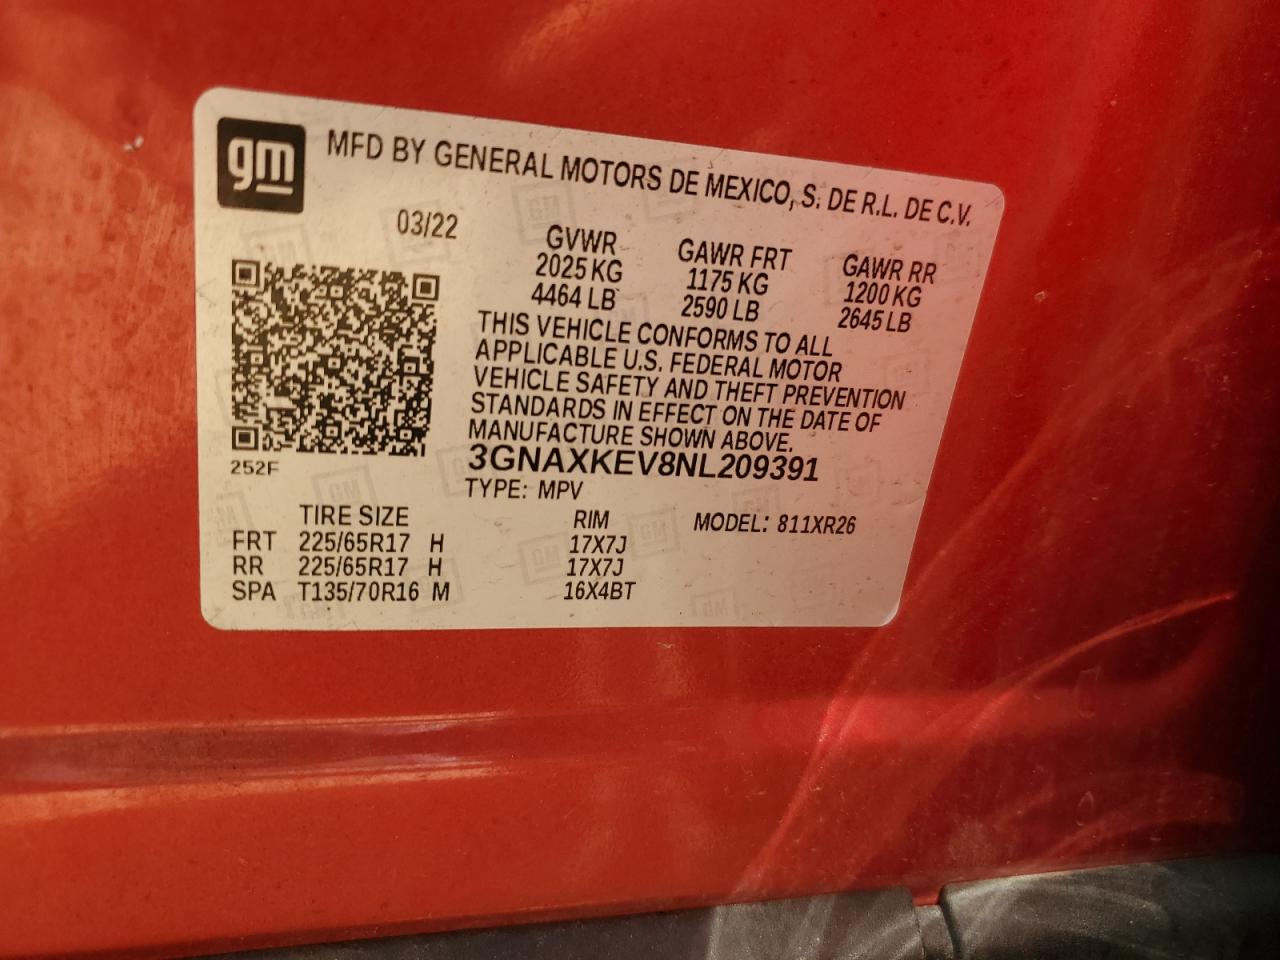 gm
MFD BY GENERAL MOTORS DE MEXICO, S. DE R.L. DE C.V.
03/22
GVWR GAWR FRT GAWR RR
2025 KG 1175 KG 1200 KG
4464 LB 2590 LB 2645 LB
THIS VEHICLE CONFORMS TO ALL
APPLICABLE U.S. FEDERAL MOTOR
VEHICLE SAFETY AND THEFT PREVENTION
STANDARDS IN EFFECT ON THE DATE OF
MANUFACTURE SHOWN ABOVE.
3GNAXKEV8NL209391
252F
TYPE: MPV
TIRE SIZE RIM MODEL: 811XR26
FRT 225/65R17 H 17X7J
RR 225/65R17 H 17X7J
SPA T135/70R16 M 16X4BT